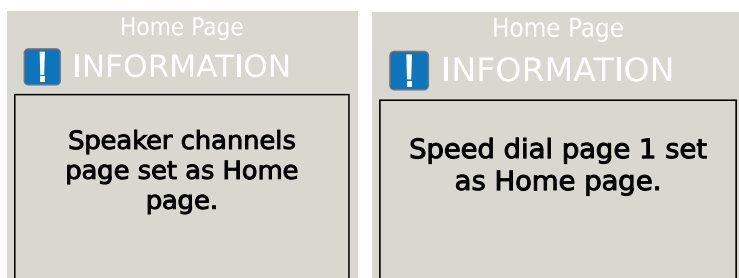 Home Page
! INFORMATION
Speaker channels
page set as Home
page.
Home Page
! INFORMATION
Speed dial page 1 set
as Home page.